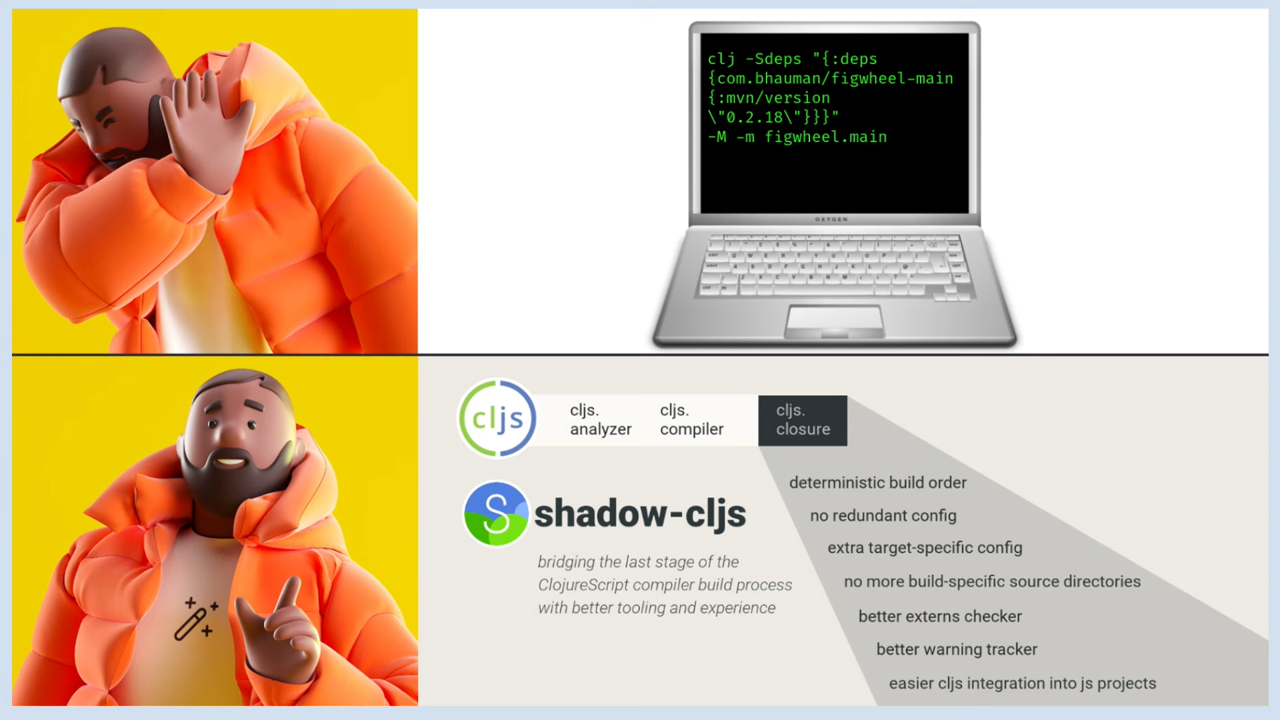 clj -Sdeps "{:deps
{com.bhauman/figwheel-main
{:mvn/version
\"0.2.18\"}}}"
-M -m figwheel.main
OXYGEN
cljs
cljs.
analyzer
cljs.
compiler
cljs.
closure
S
shadow-cljs
bridging the last stage of the
ClojureScript compiler build process
with better tooling and experience
deterministic build order
no redundant config
extra target-specific config
no more build-specific source directories
better externs checker
better warning tracker
easier cljs integration into js projects